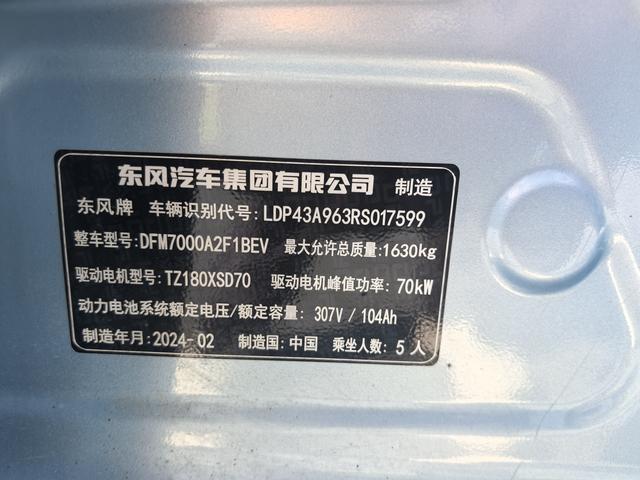 东风汽车集团有限公司 制造
东风牌 车辆识别代号:LDP43A963RS017599
整车型号:DFM7000A2F1BEV 最大允许总质量:1630kg
驱动电机型号:TZ180XSD70 驱动电机峰值功率: 70kW
动力电池系统额定电压/额定容量: 307V / 104Ah
制造年月:2024-02 制造国: 中国 乘坐人数: 5 人